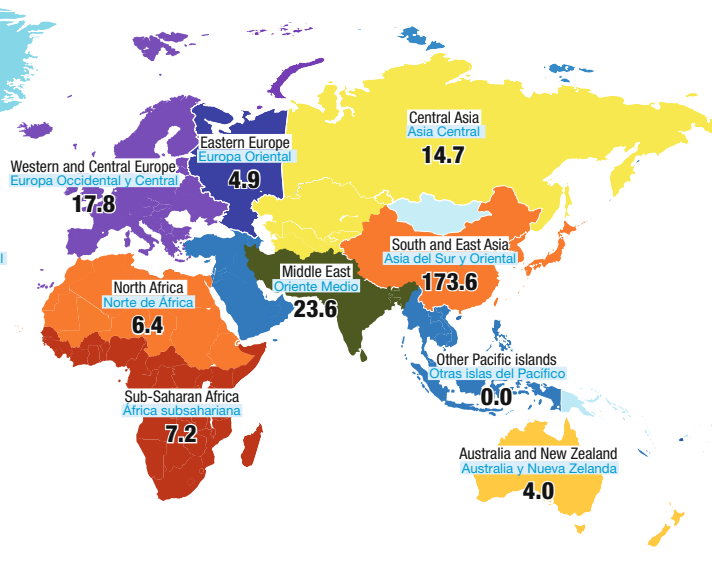 Central Asia
Asia Central
14.7
Eastern Europe
Europa Oriental
4.9
Western and Central Europe
Europa Occidental y Central
17.8
South and East Asia
Asia del Sur y Oriental
173.6
Middle East
Oriente Medio
23.6
North Africa
Norte de África
6.4
l
Other Pacific islands
Otras islas del Pacífico
0.0
Sub-Saharan Africa
África subsahariana
7.2
Australia and New Zealand
Australia y Nueva Zelanda
4.0